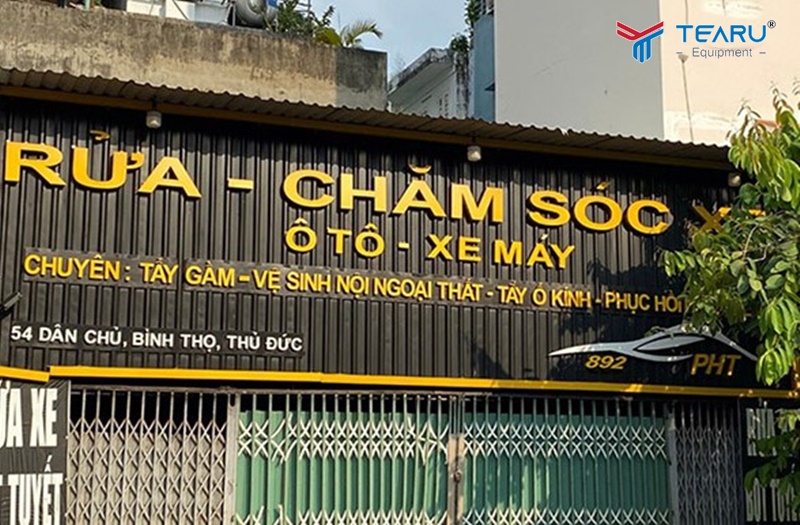 TEARU®
Equipment
RỬA - CHĂM SÓC
Ô TÔ - XE MÁY
CHUYÊN : TẨY GẦM - VỆ SINH NỘI NGOẠI THẤT - TẨY Ố KÍNH - PHỤC HỒI
54 DÂN CHỦ, BÌNH THỌ, THỦ ĐỨC
892 PHT
XE
TUYẾT